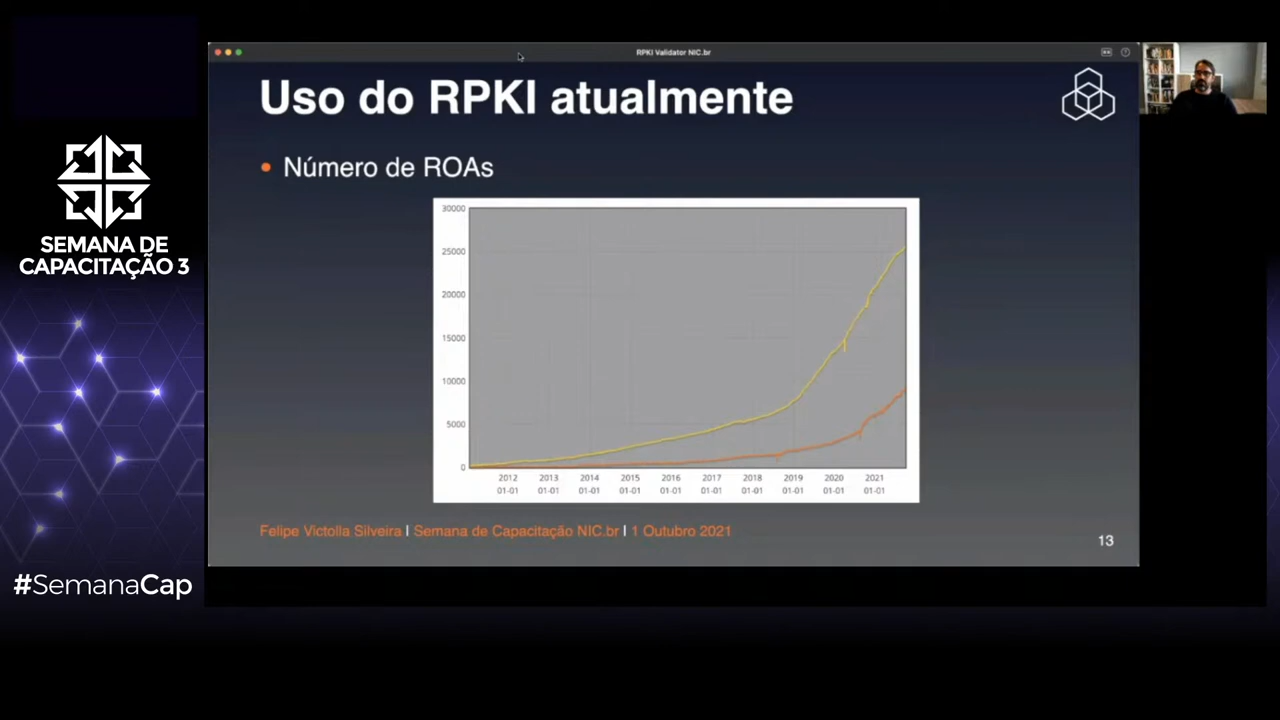 RPKI Validator NIC.br
Uso do RPKI atualmente
• Número de ROAs
30000
25000
20000
15000
10000
5000
0
2012 2013 2014 2015 2016 2017 2018 2019 2020 2021
01-01 01-01 01-01 01-01 01-01 01-01 01-01 01-01 01-01 01-01
Felipe Victolla Silveira | Semana de Capacitação NIC.br | 1 Outubro 2021
13
SEMANA DE
CAPACITAÇÃO 3
#SemanaCap